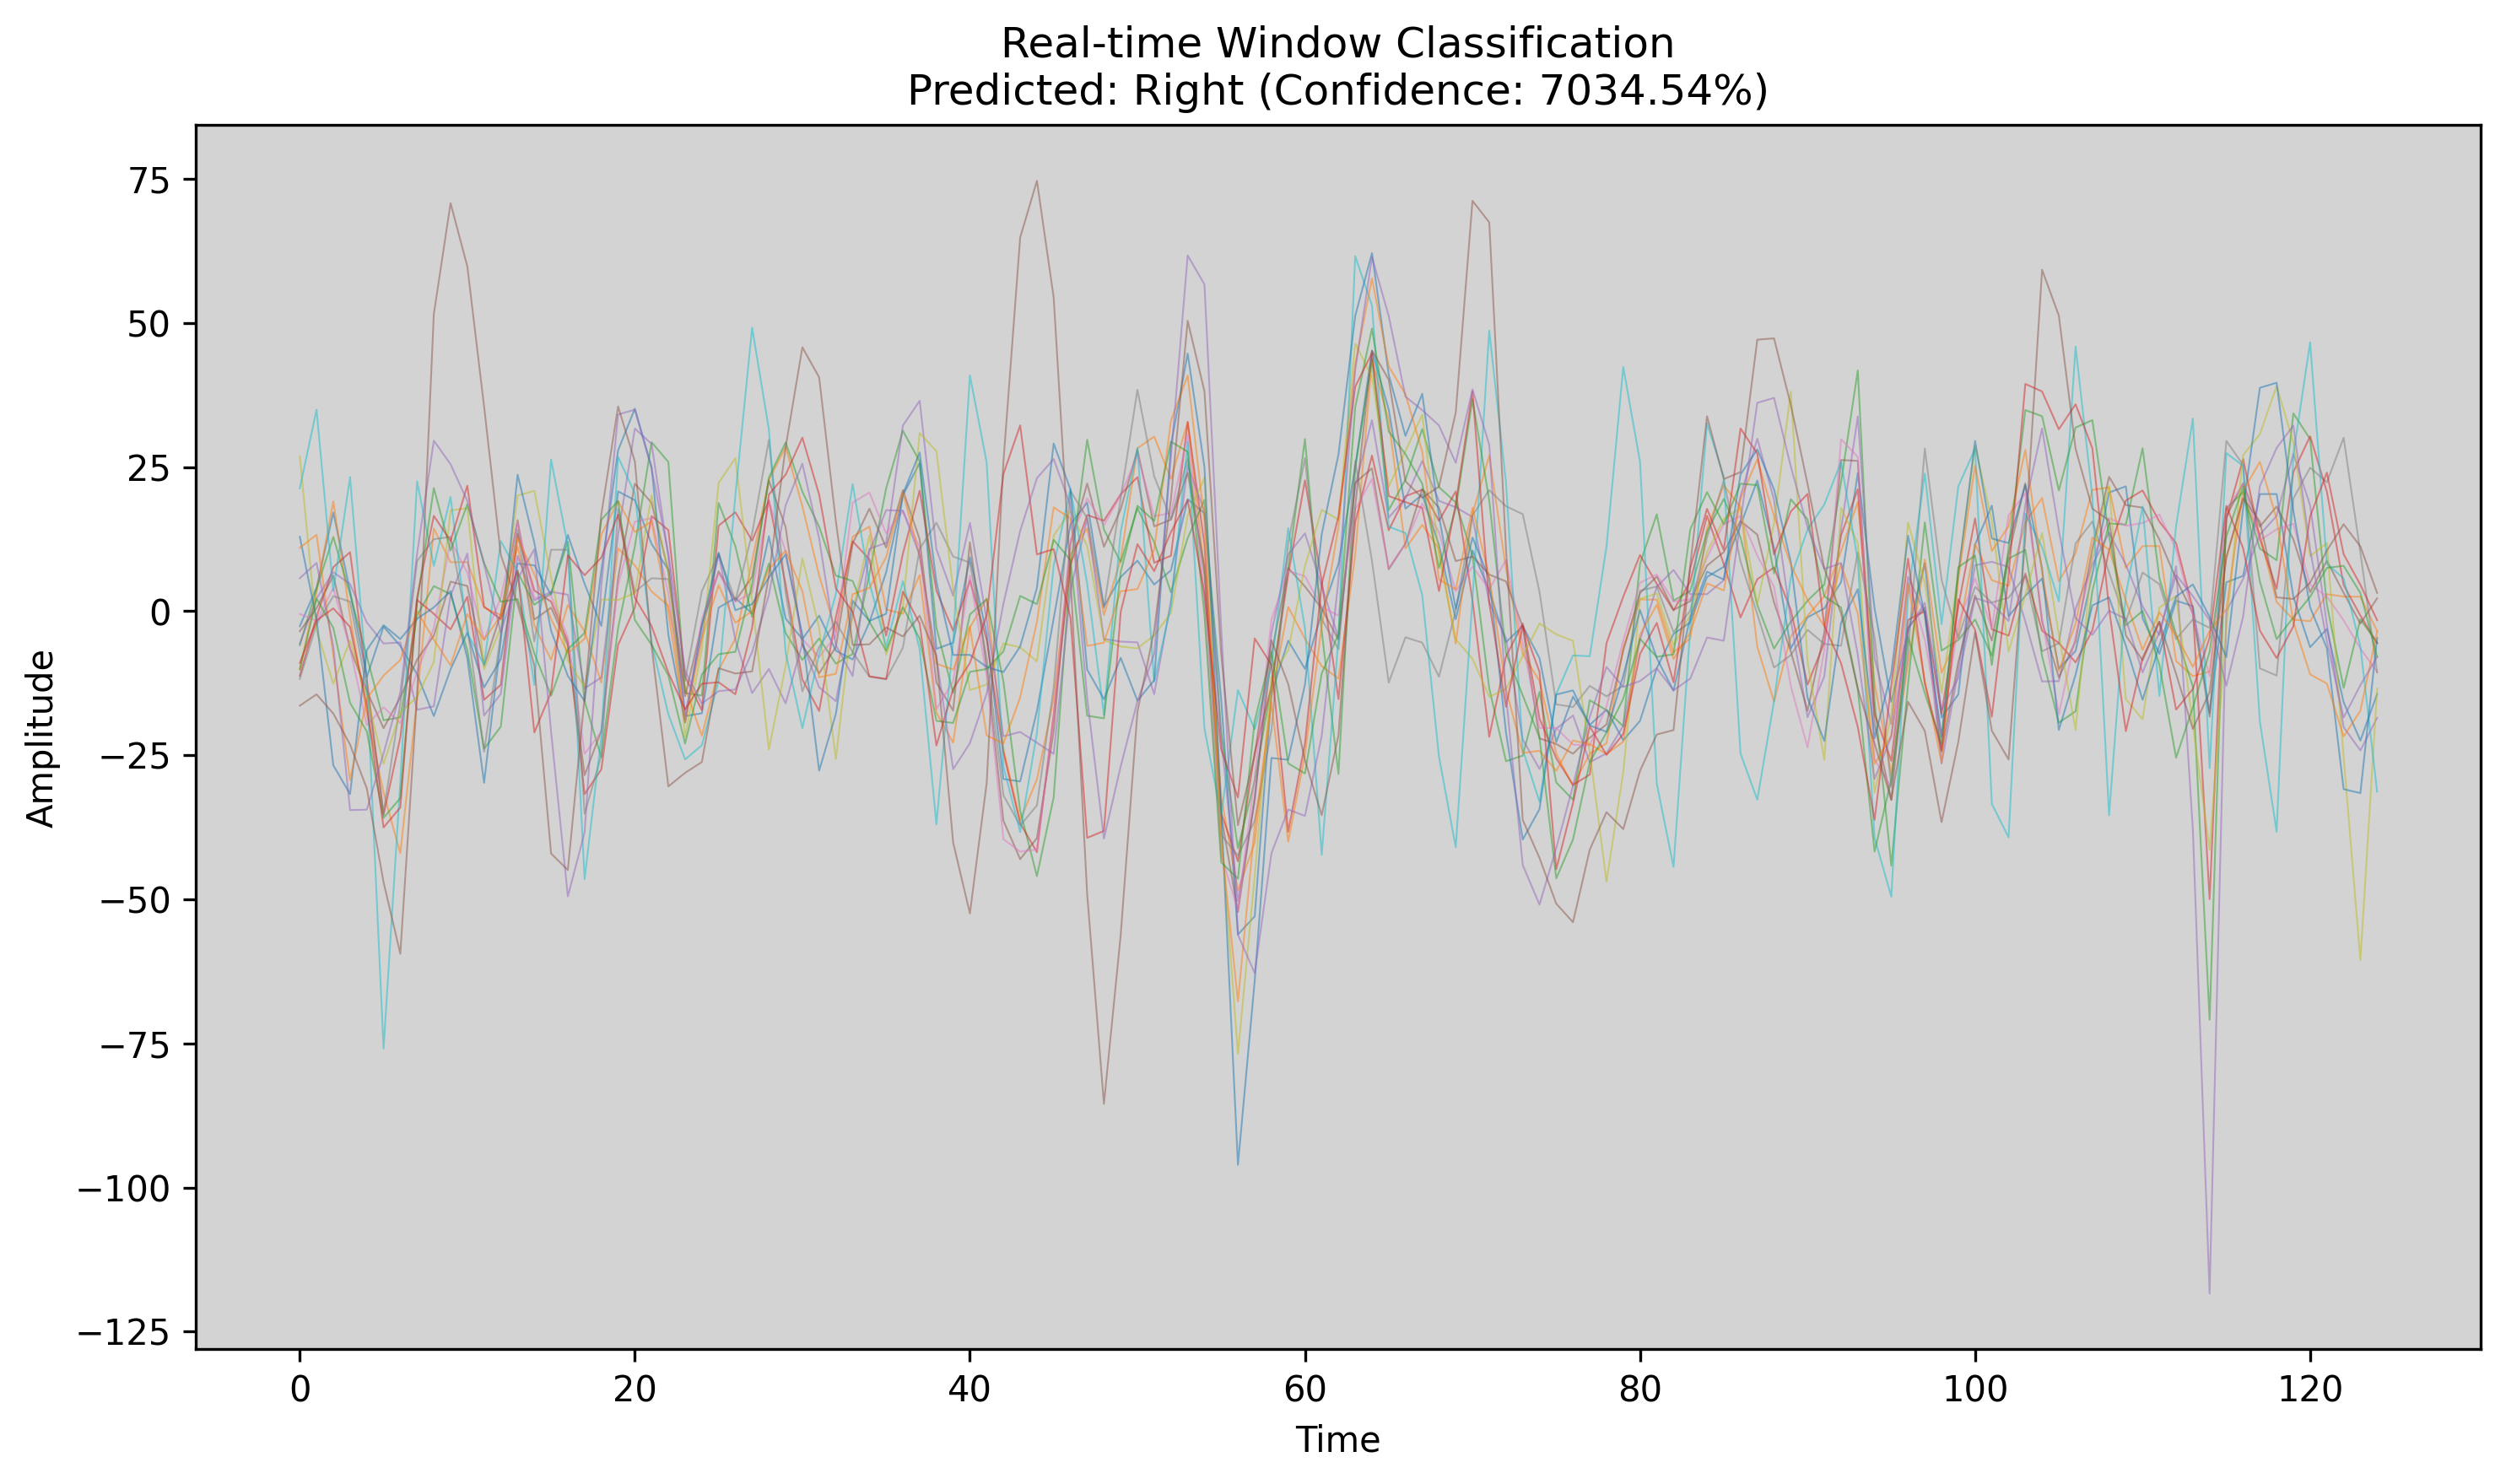 Real-time Window Classification
Predicted: Right (Confidence: 7034.54%)
Amplitude
75
50
25
0
−25
−50
−75
−100
−125
0 20 40 60 80 100 120
Time